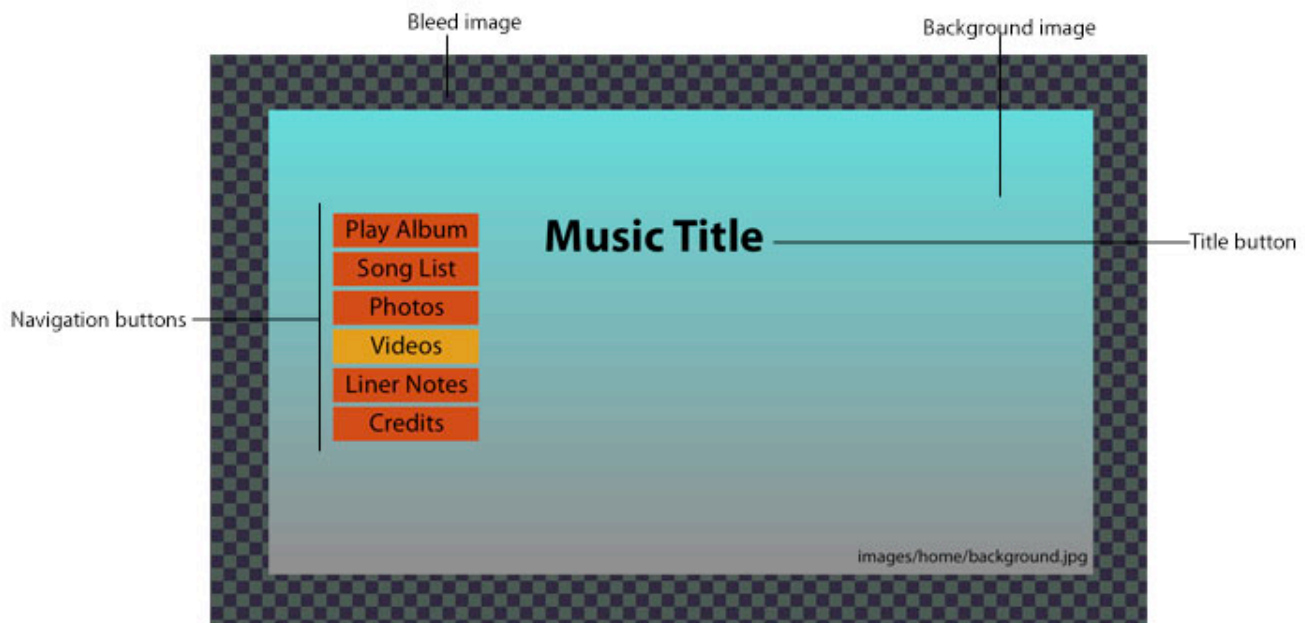 Bleed image
Background image
Play Album
Music Title
Title button
Song List
Photos
Navigation buttons
Videos
Liner Notes
Credits
images/home/background.jpg